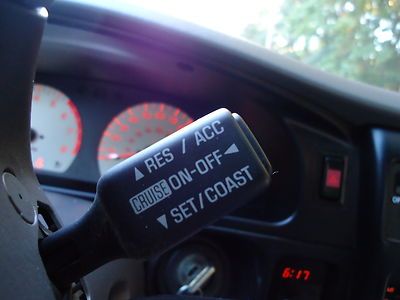 ▲ RES / ACC
CRUISE ON-OFF ◀
▼ SET/COAST
6:17